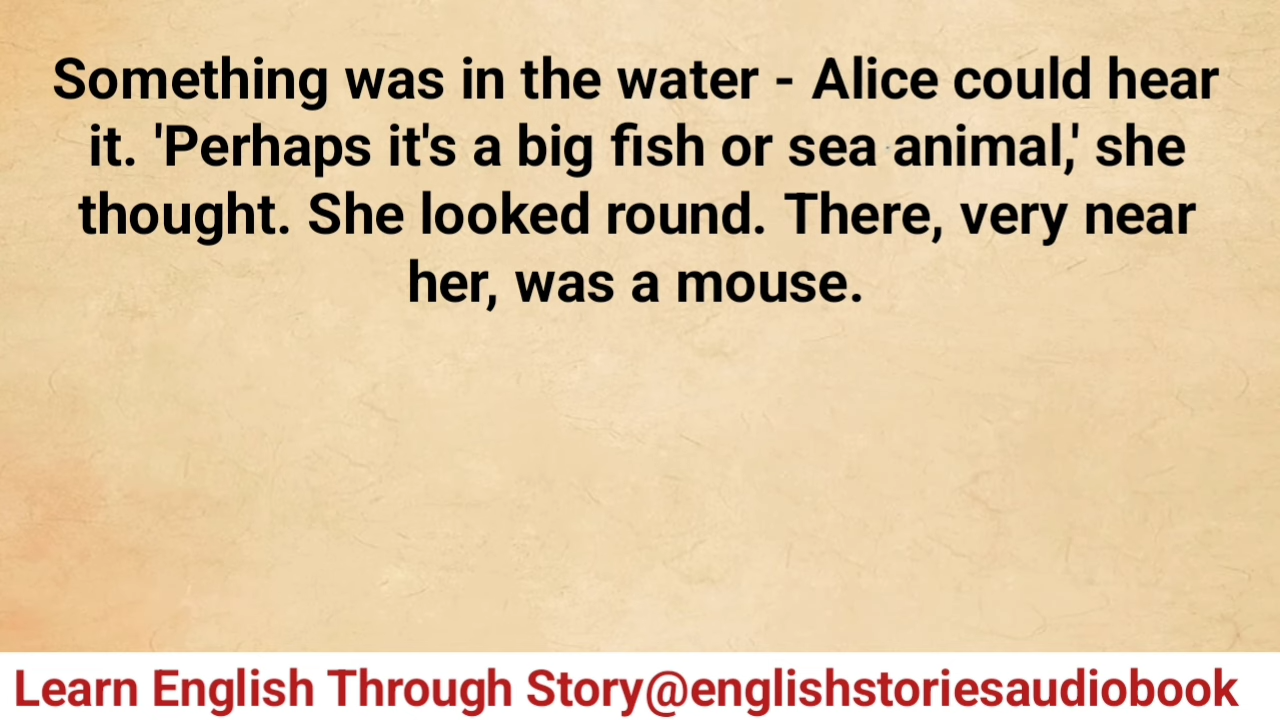 Something was in the water - Alice could hear
it. 'Perhaps it's a big fish or sea animal,' she
thought. She looked round. There, very near
her, was a mouse.
Learn English Through Story@englishstoriesaudiobook